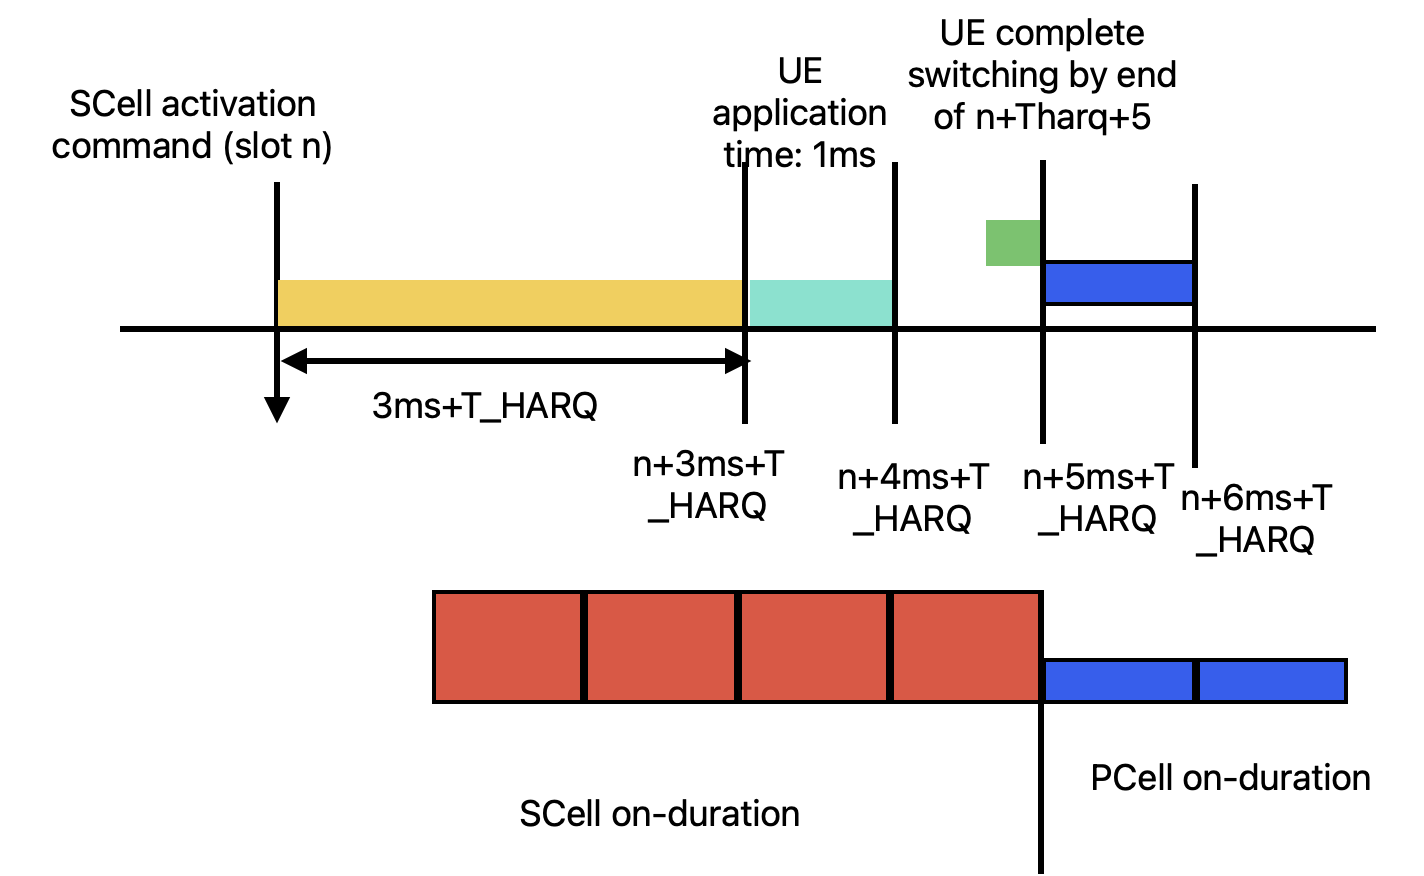 SCell activation
command (slot n)
UE
application
time: 1ms
UE complete
switching by end
of n+Tharq+5
3ms+T_HARQ
n+3ms+T
_HARQ
n+4ms+T
_HARQ
n+5ms+T
_HARQ
n+6ms+T
_HARQ
SCell on-duration
PCell on-duration